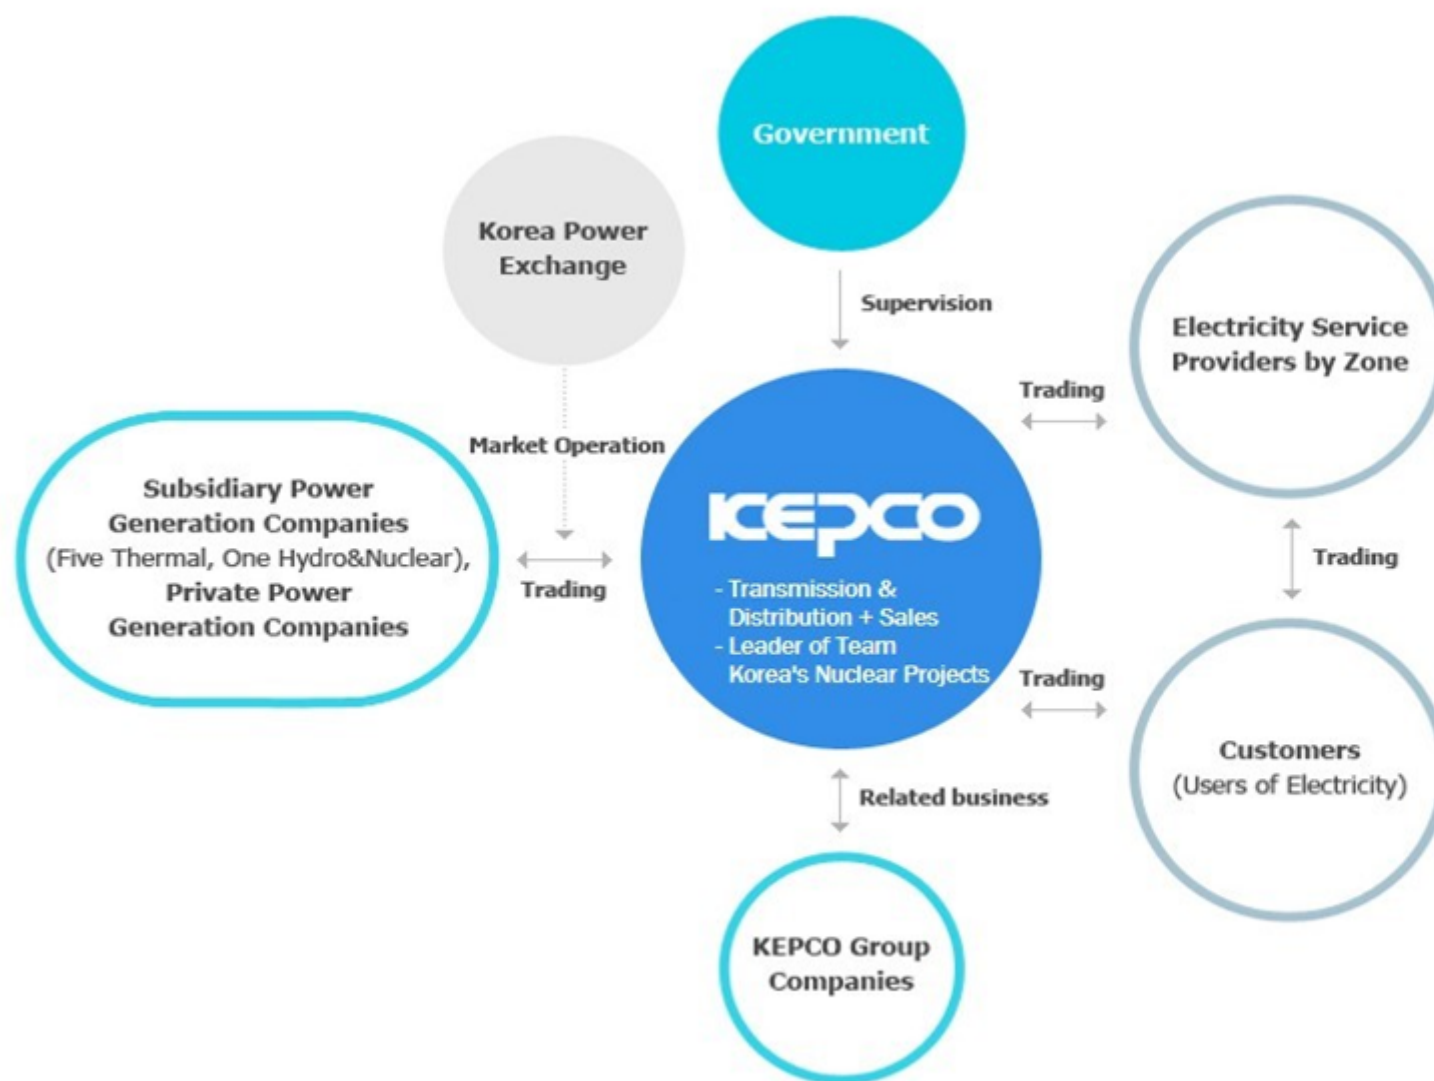 Government
Korea Power
Exchange
Supervision
Electricity Service
Providers by Zone
Trading
Market Operation
Subsidiary Power
Generation Companies
(Five Thermal, One Hydro&Nuclear),
Private Power
Generation Companies
Trading
KEPCO
- Transmission &
Distribution + Sales
- Leader of Team
Korea's Nuclear Projects
Trading
Trading
Customers
(Users of Electricity)
Related business
KEPCO Group
Companies